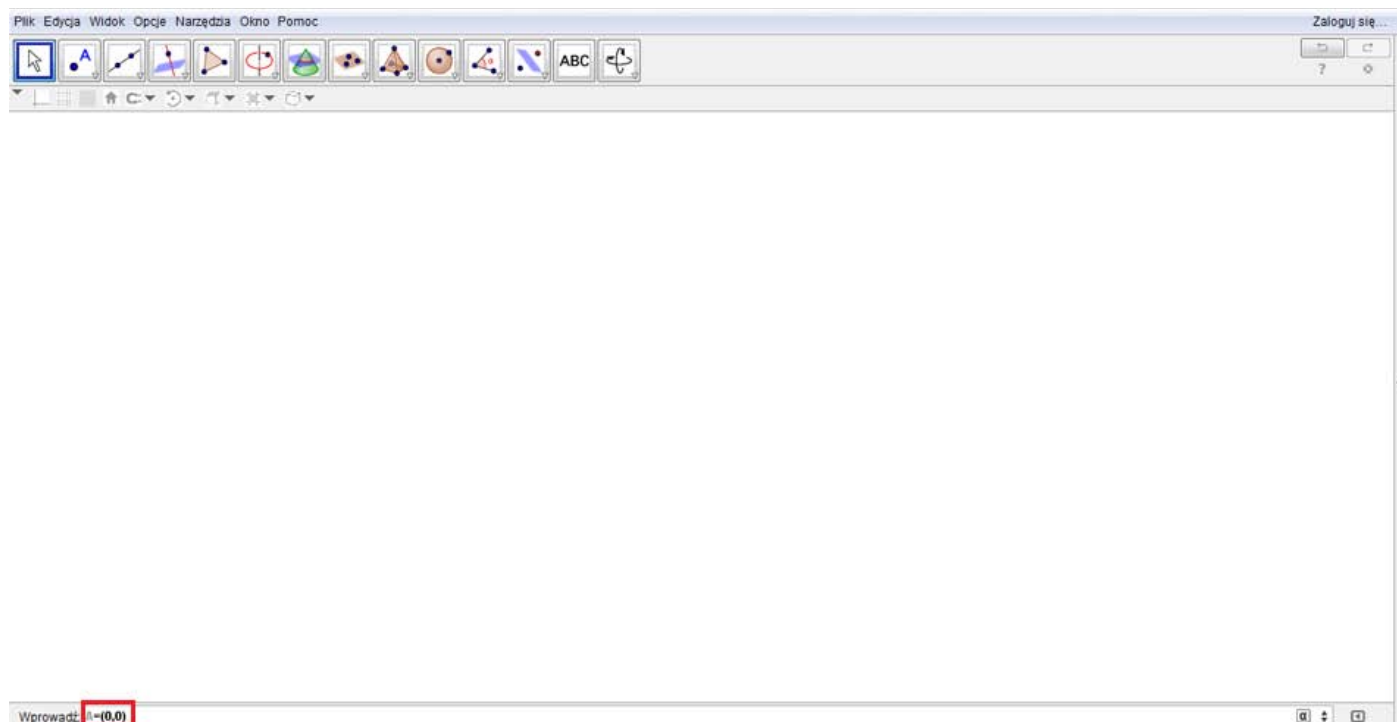 Plik Edycja Widok Opcje Narzędzia Okno Pomoc Zaloguj się...
A ABC
?
Wprowadź: A=(0,0) α